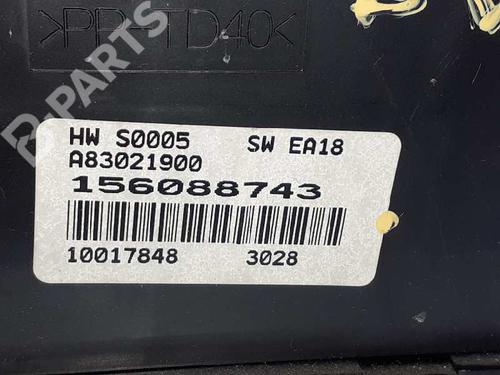 >PP-TD40<
B-PARTS
HW S0005 SW EA18
A83021900
156088743
10017848 3028